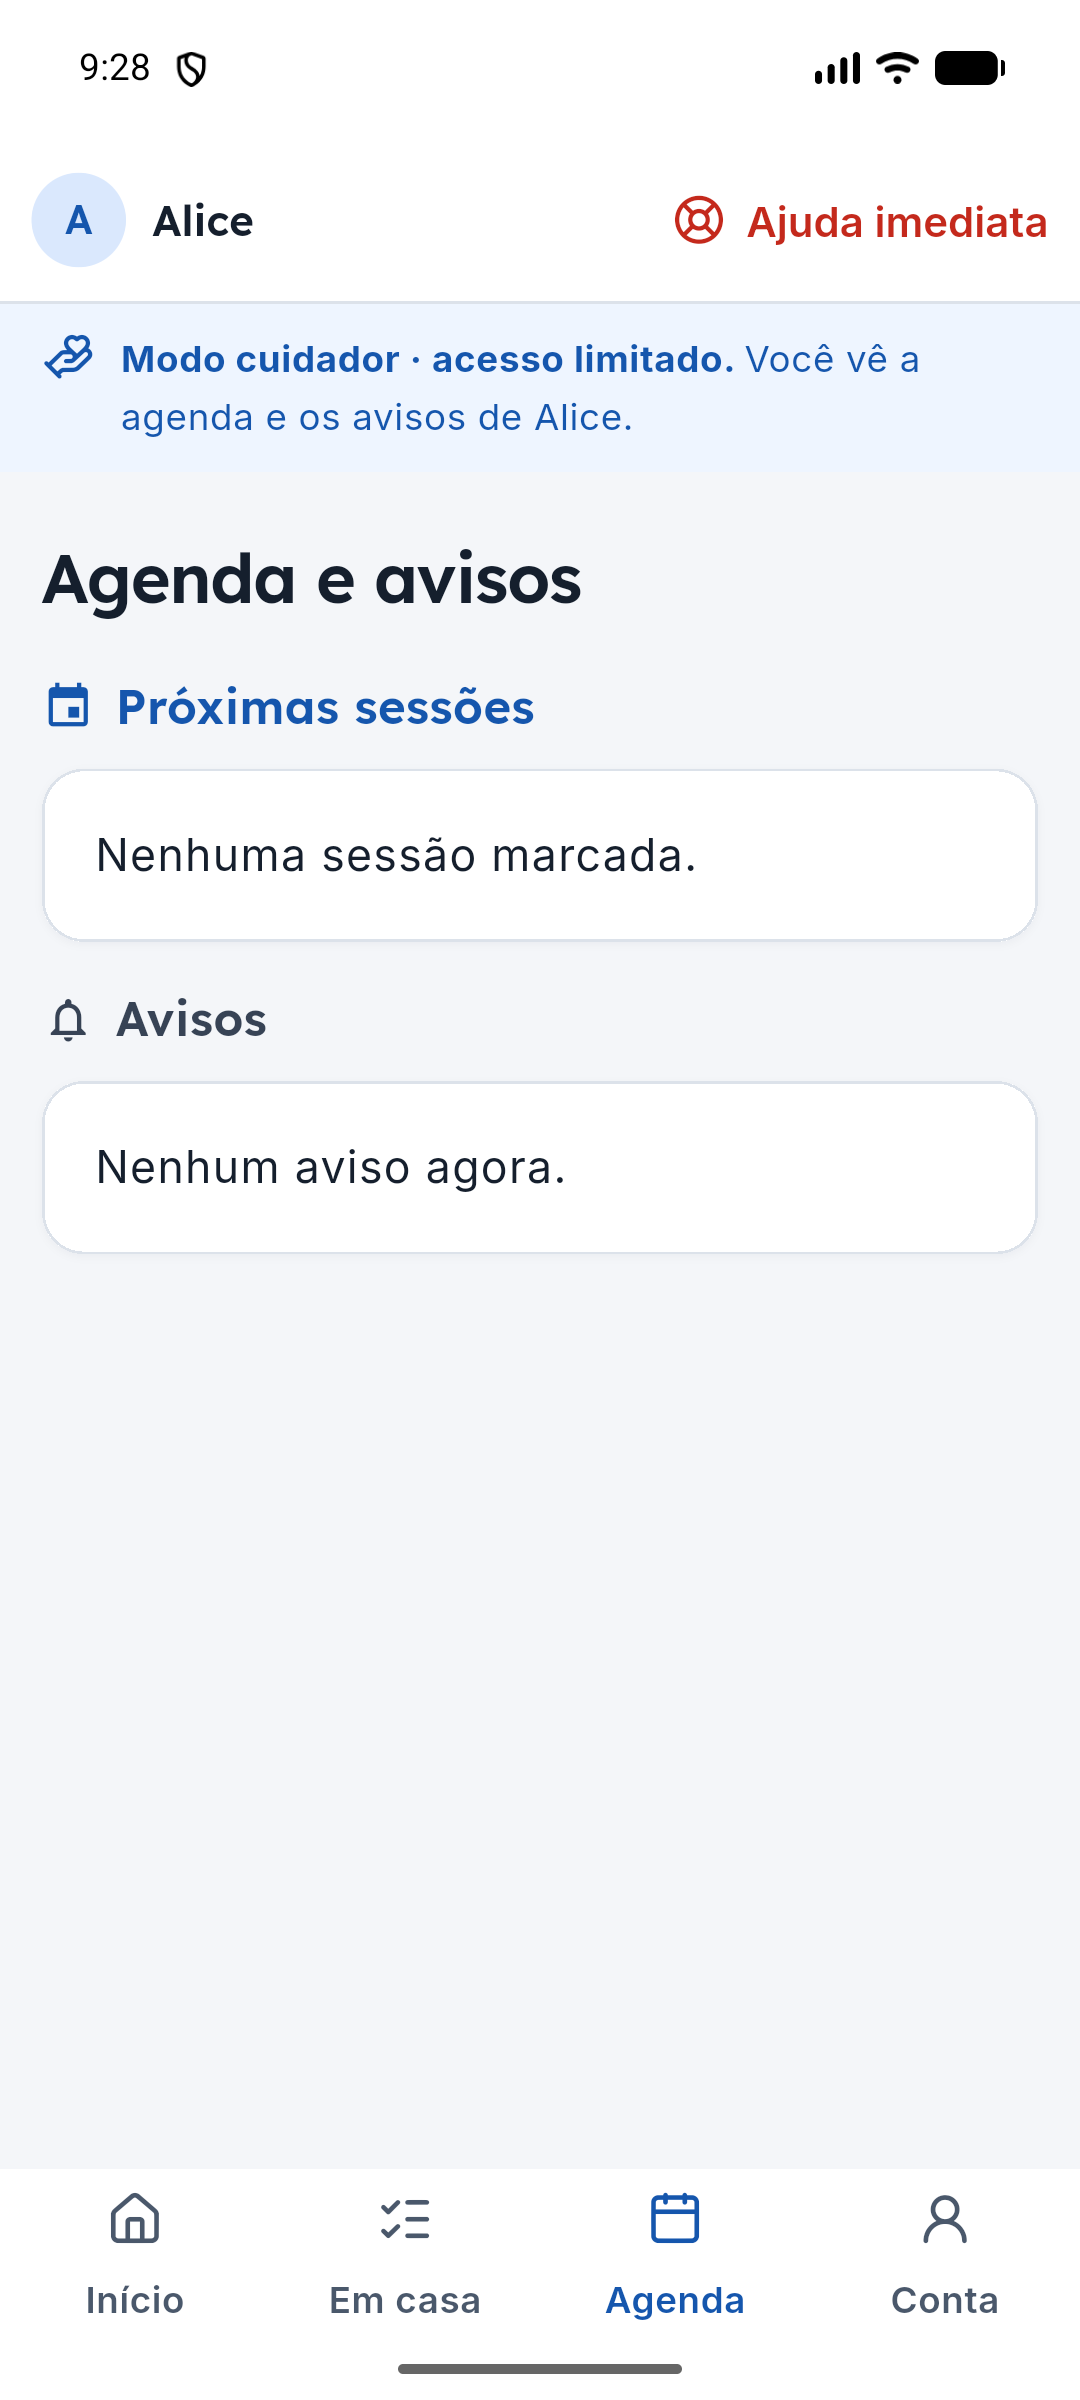 9:28
A
Alice
Ajuda imediata
Modo cuidador · acesso limitado. Você vê a
agenda e os avisos de Alice.
Agenda e avisos
Próximas sessões
Nenhuma sessão marcada.
Avisos
Nenhum aviso agora.
Início
Em casa
Agenda
Conta